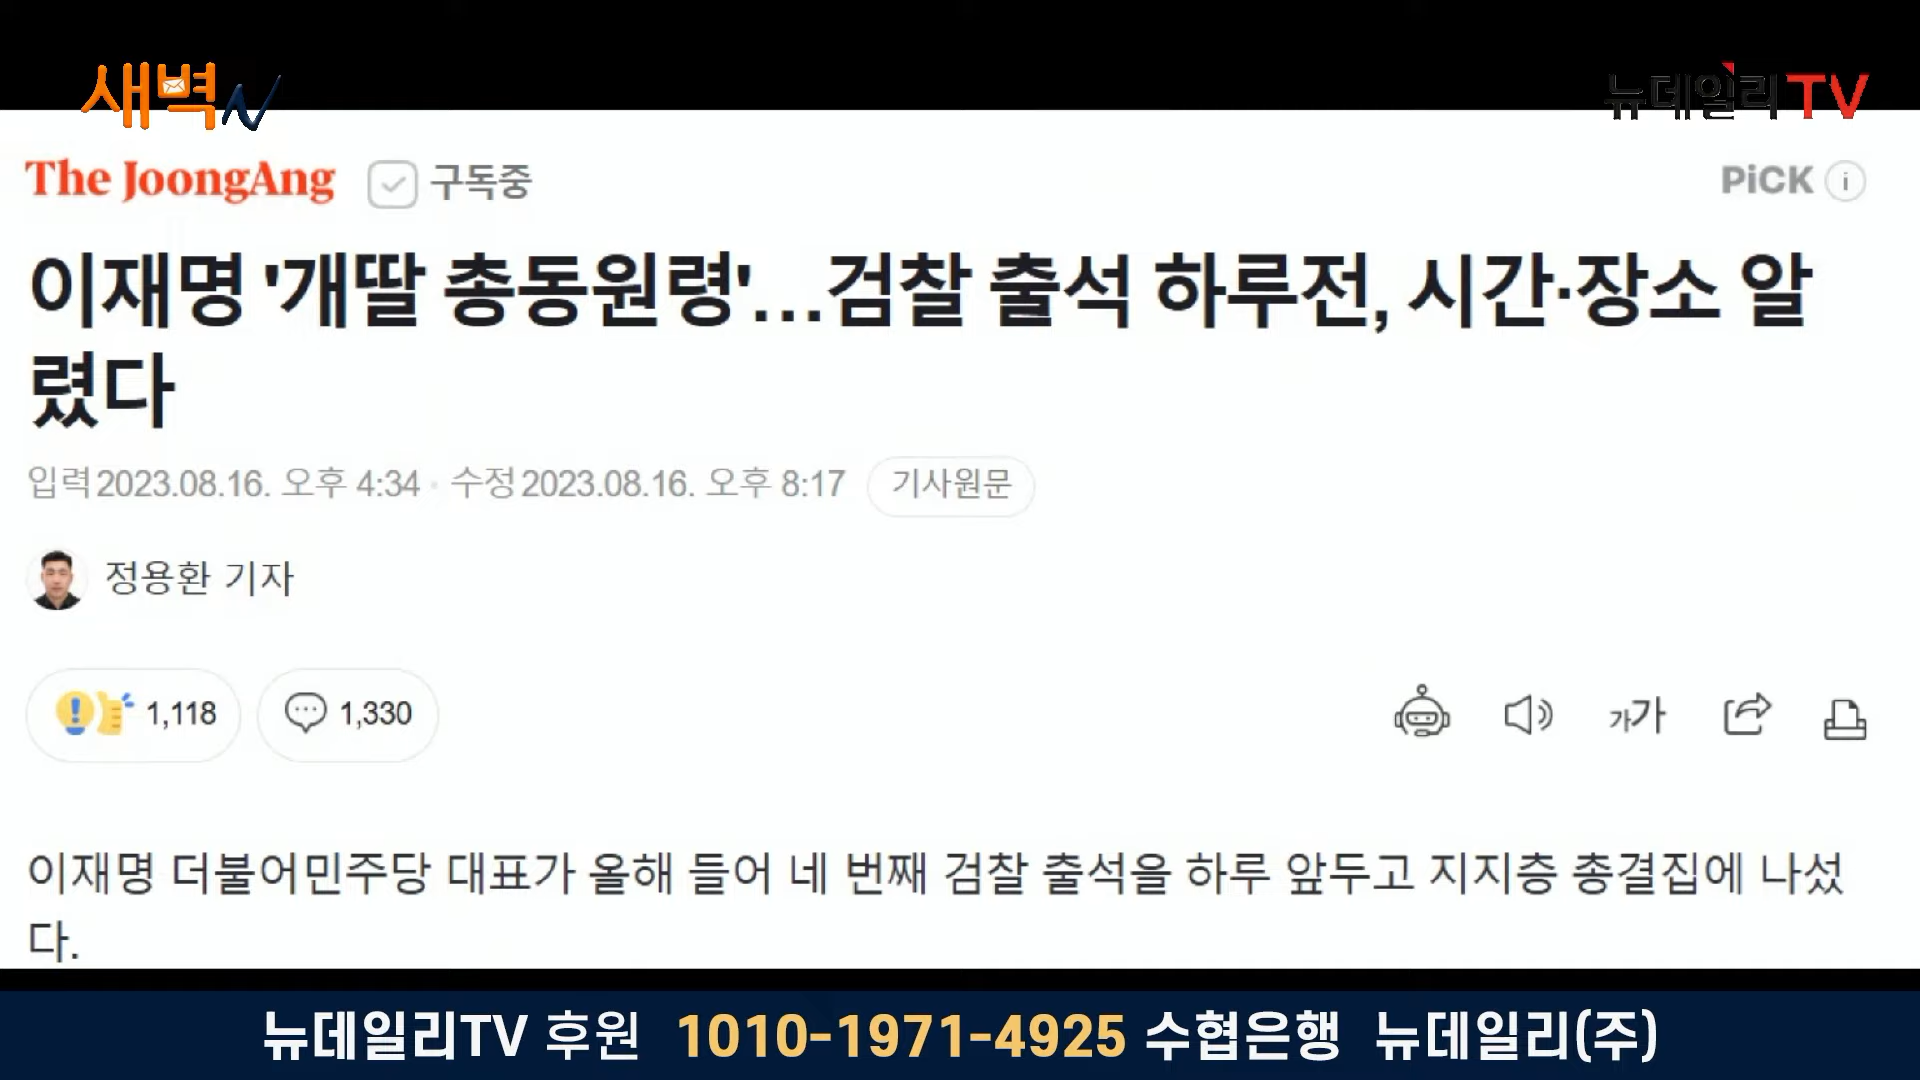 새벽N
뉴데일리TV
The JoongAng 구독중 PiCK i
이재명 '개딸 총동원령'...검찰 출석 하루전, 시간·장소 알
렸다
입력2023.08.16. 오후 4:34 · 수정2023.08.16. 오후 8:17 기사원문
정용환 기자
1,118 1,330 가가
이재명 더불어민주당 대표가 올해 들어 네 번째 검찰 출석을 하루 앞두고 지지층 총결집에 나섰
다.
뉴데일리TV 후원 1010-1971-4925 수협은행 뉴데일리(주)